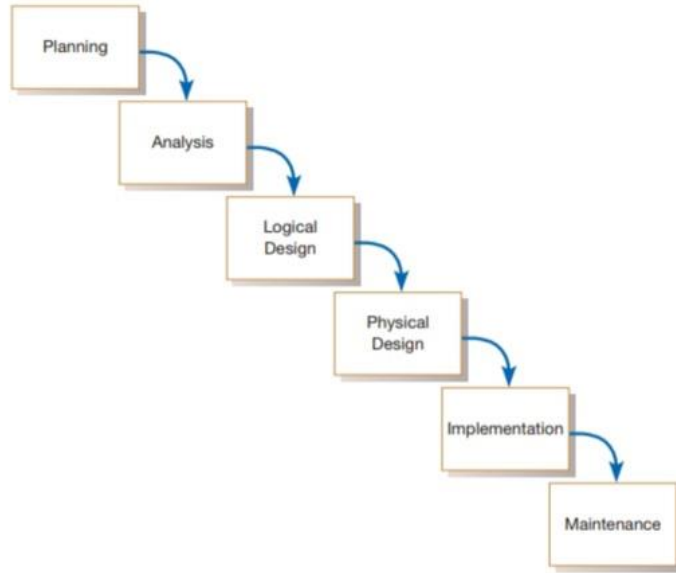 Planning
Analysis
Logical
Design
Physical
Design
Implementation
Maintenance